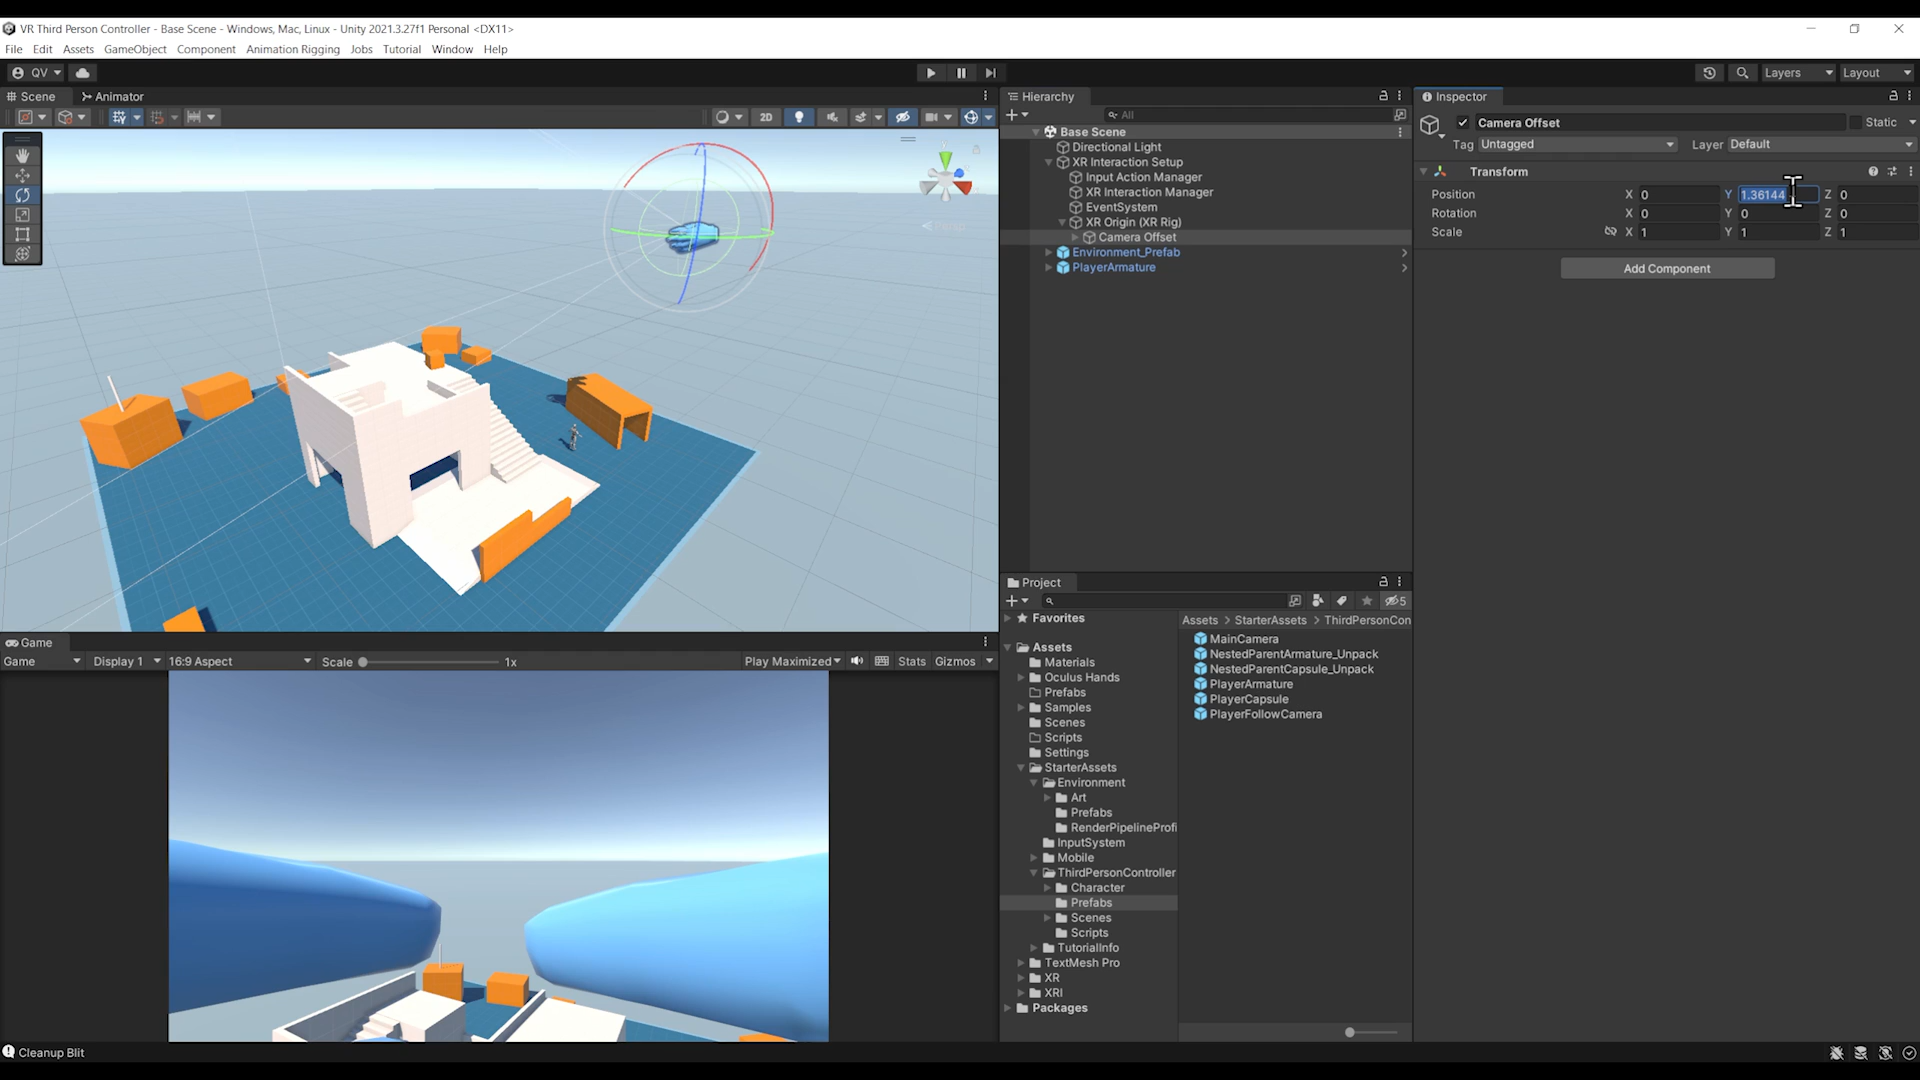 VR Third Person Controller - Base Scene - Windows, Mac, Linux - Unity 2021.3.27f1 Personal <DX11>
File Edit Assets GameObject Component Animation Rigging Jobs Tutorial Window Help
QV Layers Layout
Scene Animator
2D
Game
Game Display 1 16:9 Aspect Scale 1x Play Maximized Stats Gizmos
Hierarchy
All
Base Scene
Directional Light
XR Interaction Setup
Input Action Manager
XR Interaction Manager
EventSystem
XR Origin (XR Rig)
Camera Offset
Environment_Prefab
PlayerArmature
Project
5
Favorites
Assets
Materials
Oculus Hands
Prefabs
Samples
Scenes
Scripts
Settings
StarterAssets
Environment
Art
Prefabs
RenderPipelineProfi
InputSystem
Mobile
ThirdPersonController
Character
Prefabs
Scenes
Scripts
TutorialInfo
TextMesh Pro
XR
XRI
Packages
Assets > StarterAssets > ThirdPersonCon
MainCamera
NestedParentArmature_Unpack
NestedParentCapsule_Unpack
PlayerArmature
PlayerCapsule
PlayerFollowCamera
Inspector
Camera Offset Static
Tag Untagged Layer Default
Transform
Position X 0 Y 1.36144 Z 0
Rotation X 0 Y 0 Z 0
Scale X 1 Y 1 Z 1
Add Component
Cleanup Blit